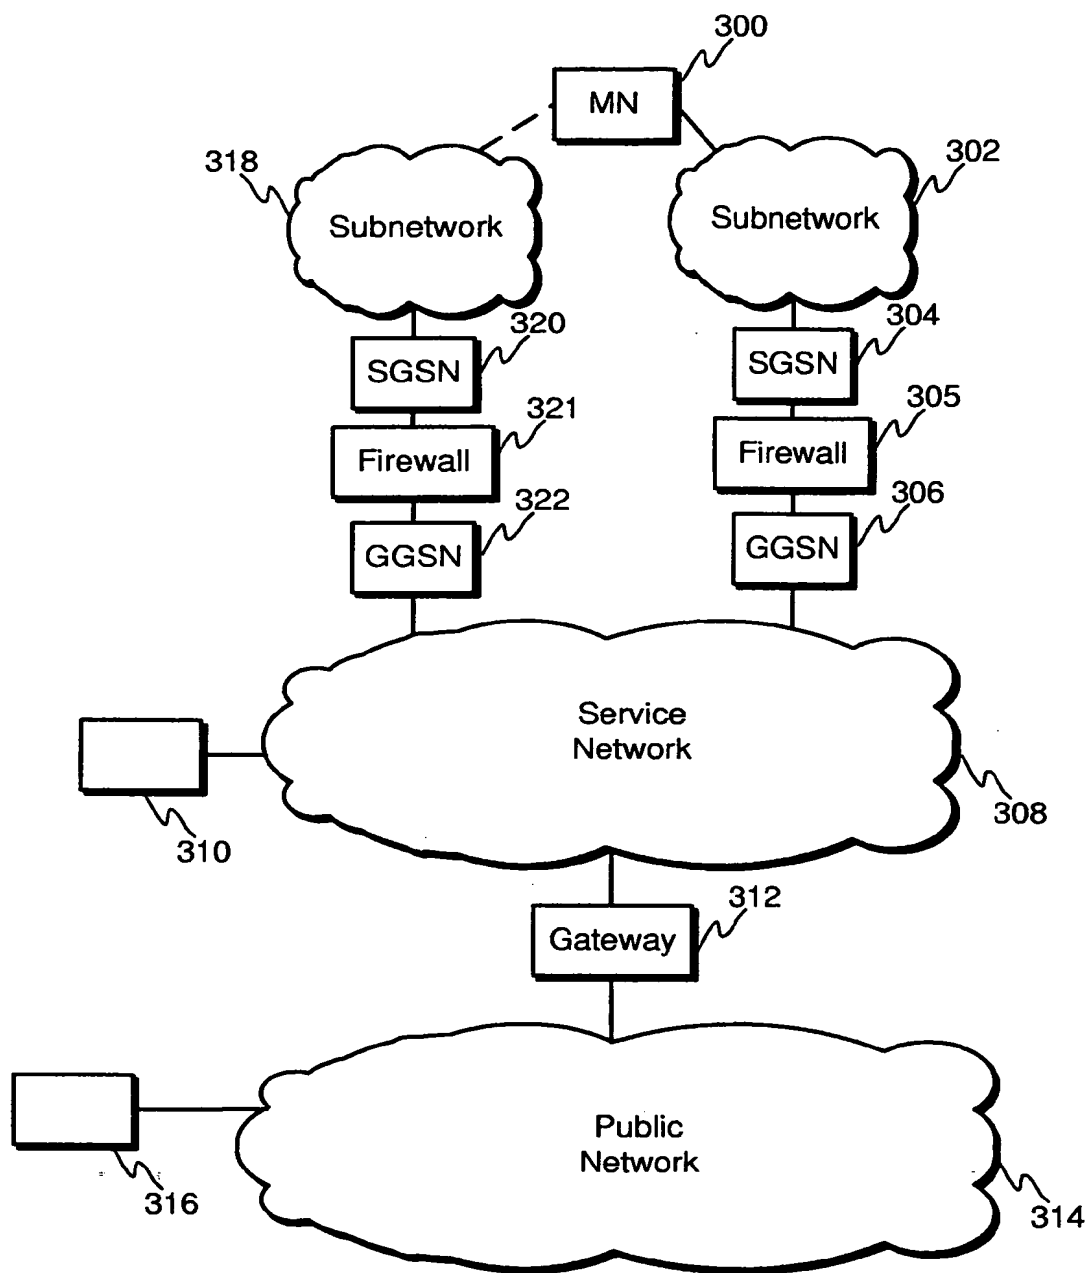 300
MN
318
302
Subnetwork
Subnetwork
320
304
SGSN
SGSN
321
305
Firewall
Firewall
322
306
GGSN
GGSN
Service
Network
308
310
312
Gateway
Public
Network
316
314